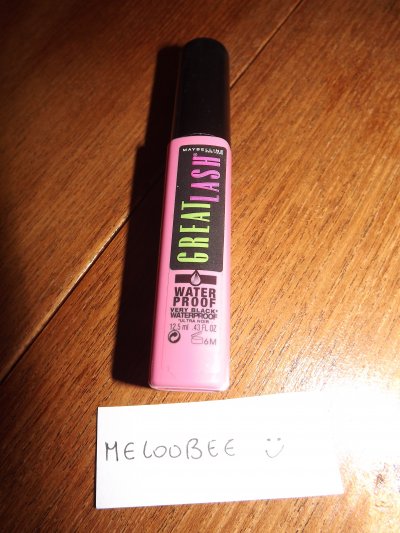 MAYBELLINE
GREAT
LASH®
WATER
PROOF
VERY BLACK*
WATERPROOF
*ULTRA NOIR
12.5 ml .43 FL OZ
6M
MELOOBEE